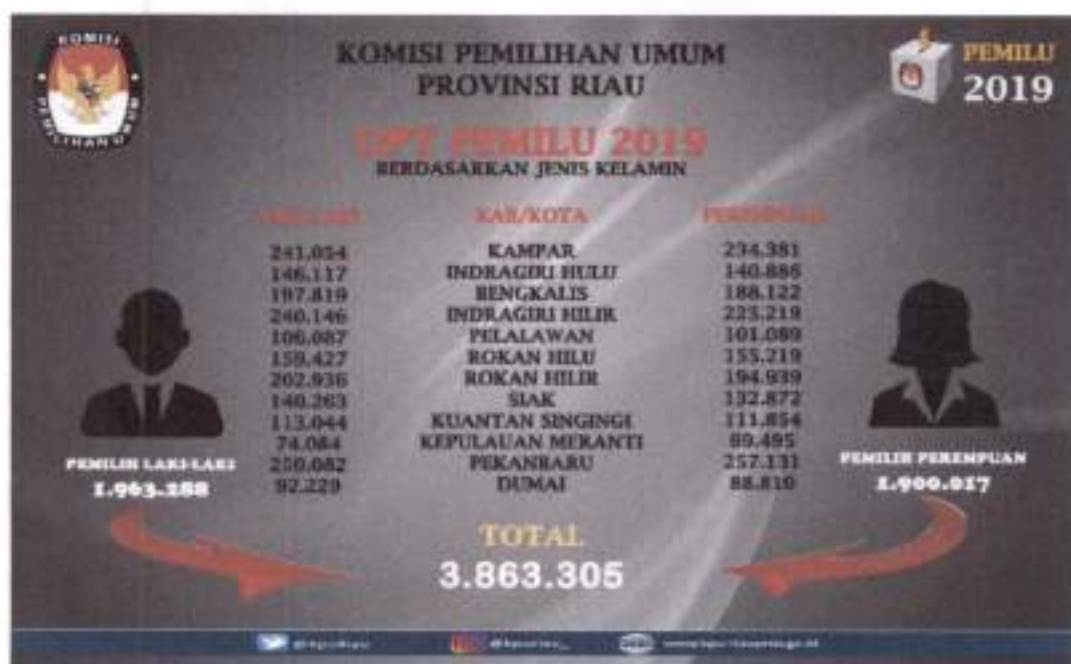 KOMISI
PEMILIHAN UMUM
KOMISI PEMILIHAN UMUM
PROVINSI RIAU
PEMILU
2019
DPT PEMILU 2019
BERDASARKAN JENIS KELAMIN
LAKI-LAKI KAB/KOTA PEREMPUAN
241.054 KAMPAR 234.381
146.117 INDRAGIRI HULU 140.886
197.819 BENGKALIS 188.122
240.146 INDRAGIRI HILIR 225.219
106.087 PELALAWAN 101.089
159.427 ROKAN HILU 155.219
202.936 ROKAN HILIR 194.939
140.263 SIAK 132.872
113.044 KUANTAN SINGINGI 111.854
74.084 KEPULAUAN MERANTI 69.495
250.082 PEKANBARU 257.131
92.229 DUMAI 88.810
PEMILIH LAKI-LAKI
1.963.288
PEMILIH PEREMPUAN
1.900.017
TOTAL
3.863.305